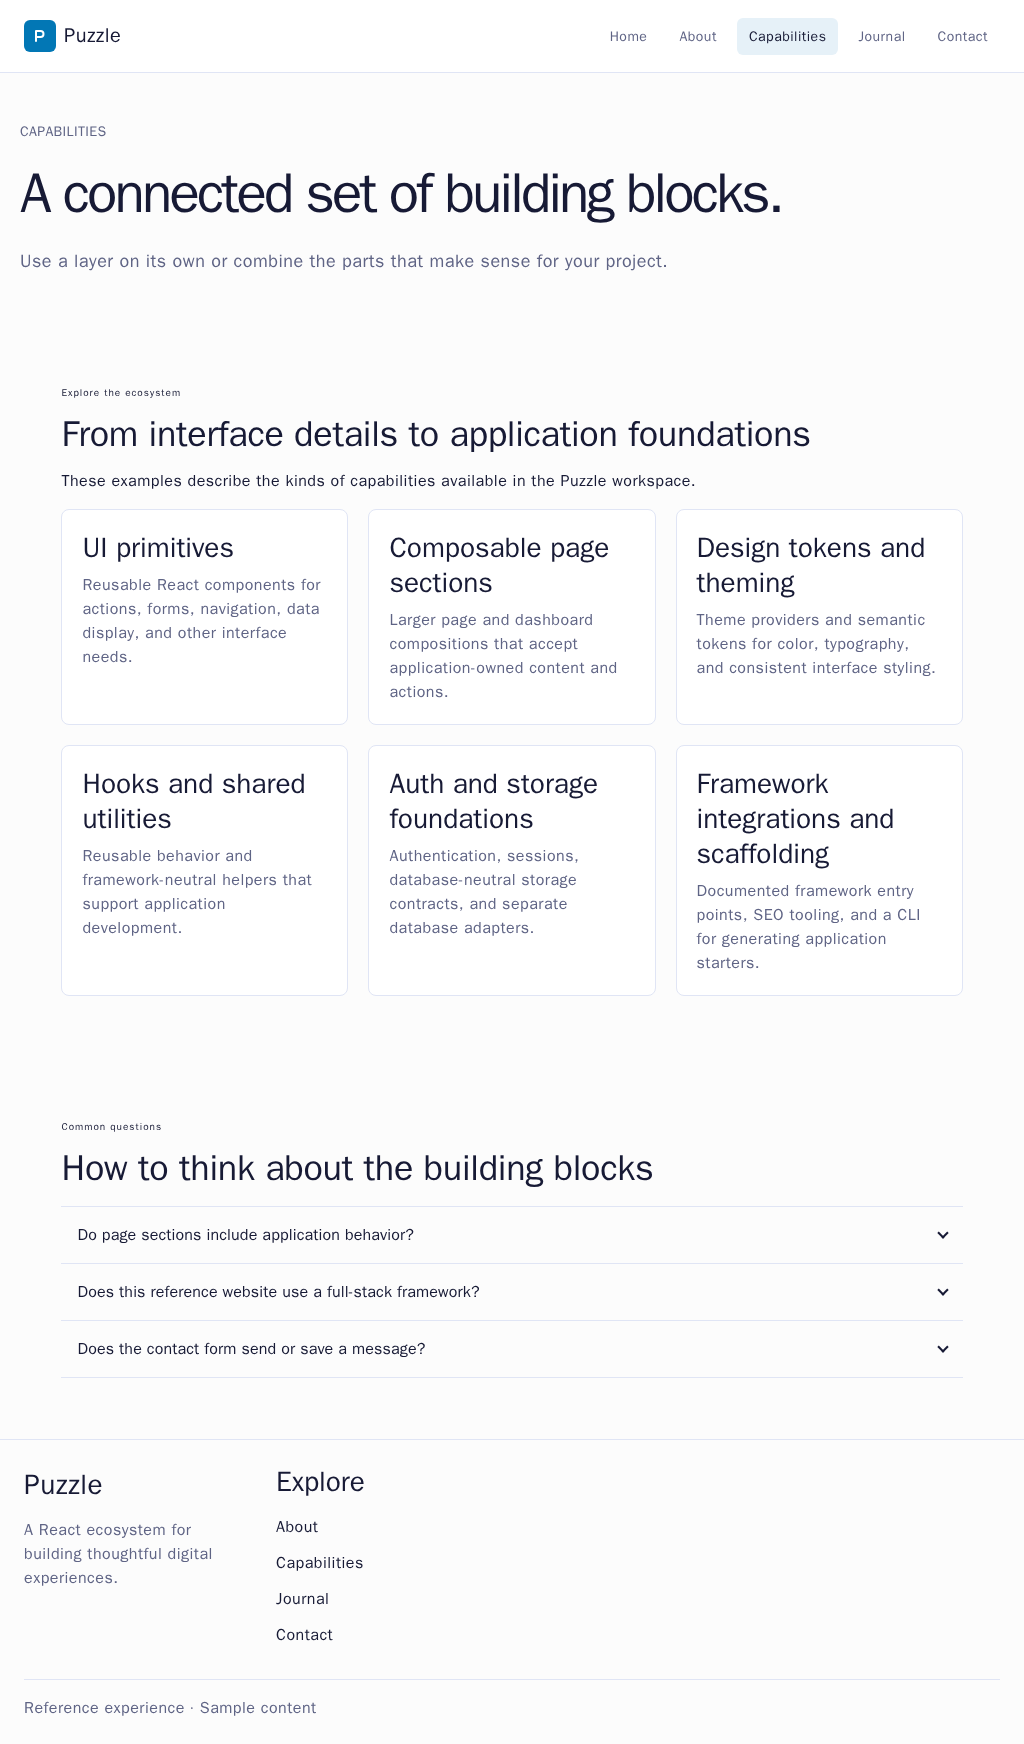 P Puzzle
Home About Capabilities Journal Contact
CAPABILITIES
A connected set of building blocks.
Use a layer on its own or combine the parts that make sense for your project.
Explore the ecosystem
From interface details to application foundations
These examples describe the kinds of capabilities available in the Puzzle workspace.
UI primitives
Reusable React components for
actions, forms, navigation, data
display, and other interface
needs.
Composable page
sections
Larger page and dashboard
compositions that accept
application-owned content and
actions.
Design tokens and
theming
Theme providers and semantic
tokens for color, typography,
and consistent interface styling.
Hooks and shared
utilities
Reusable behavior and
framework-neutral helpers that
support application
development.
Auth and storage
foundations
Authentication, sessions,
database-neutral storage
contracts, and separate
database adapters.
Framework
integrations and
scaffolding
Documented framework entry
points, SEO tooling, and a CLI
for generating application
starters.
Common questions
How to think about the building blocks
Do page sections include application behavior?
Does this reference website use a full-stack framework?
Does the contact form send or save a message?
Puzzle
A React ecosystem for
building thoughtful digital
experiences.
Explore
About
Capabilities
Journal
Contact
Reference experience · Sample content